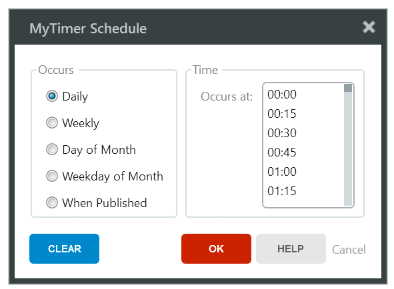 MyTimer Schedule
Occurs
Daily
Weekly
Day of Month
Weekday of Month
When Published
Time
Occurs at:
00:00
00:15
00:30
00:45
01:00
01:15
CLEAR
OK
HELP
Cancel